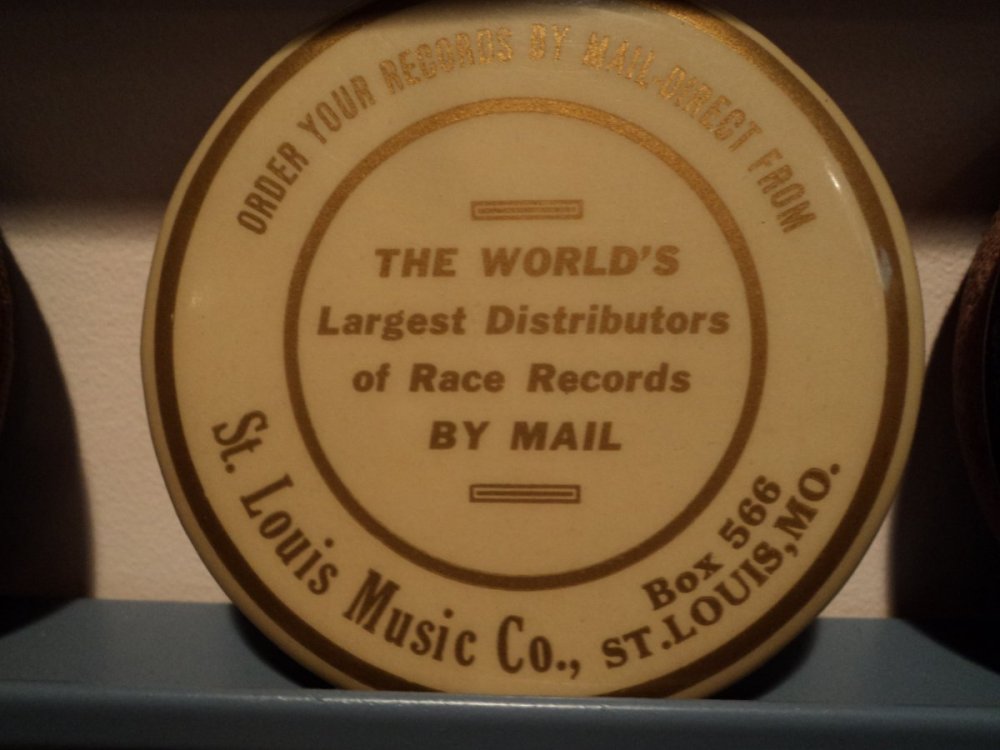 ORDER YOUR RECORDS BY MAIL-DIRECT FROM
THE WORLD'S
Largest Distributors
of Race Records
BY MAIL
St. Louis Music Co.,
Box 566
ST.LOUIS,MO.